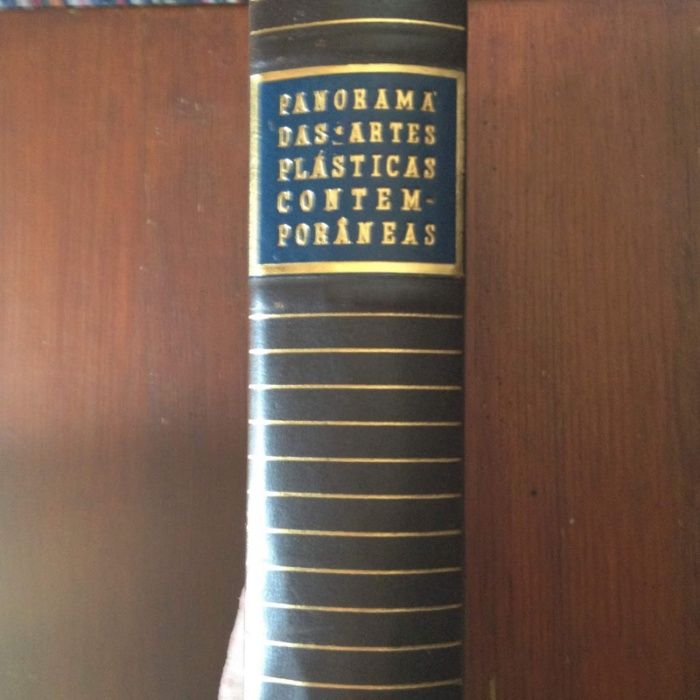 PANORAMA
DAS ARTES
PLÁSTICAS
CONTEM-
PORÂNEAS